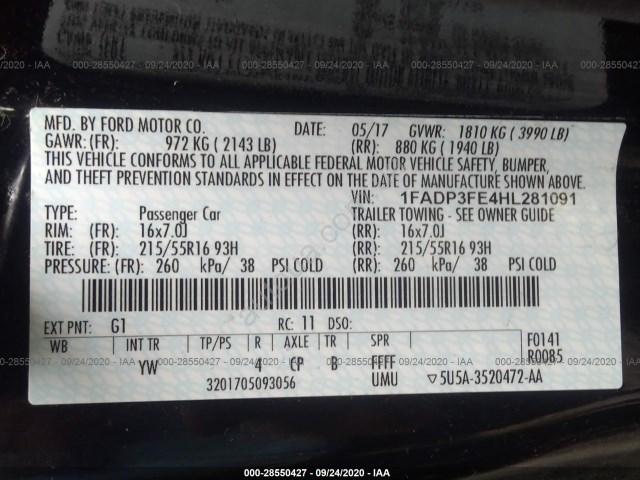 000-28550427 - 09/24/2020 - IAA
MFD. BY FORD MOTOR CO. DATE: 05/17 GVWR: 1810 KG ( 3990 LB)
GAWR: (FR): 972 KG ( 2143 LB) (RR): 880 KG ( 1940 LB)
THIS VEHICLE CONFORMS TO ALL APPLICABLE FEDERAL MOTOR VEHICLE SAFETY, BUMPER,
AND THEFT PREVENTION STANDARDS IN EFFECT ON THE DATE OF MANUFACTURE SHOWN ABOVE.
VIN: 1FADP3FE4HL281091
TYPE: Passenger Car TRAILER TOWING - SEE OWNER GUIDE
RIM: (FR): 16x7.0J (RR): 16x7.0J
TIRE: (FR): 215/55R16 93H (RR): 215/55R16 93H
PRESSURE: (FR): 260 kPa/ 38 PSI COLD (RR): 260 kPa/ 38 PSI COLD
EXT PNT: G1 RC: 11 DSO:
WB INT TR TP/PS R AXLE TR SPR F0141
YW 4 CP B FFFF R0085
3201705093056 UMU ▽5U5A-3520472-AA
000-28550427 - 09/24/2020 - IAA